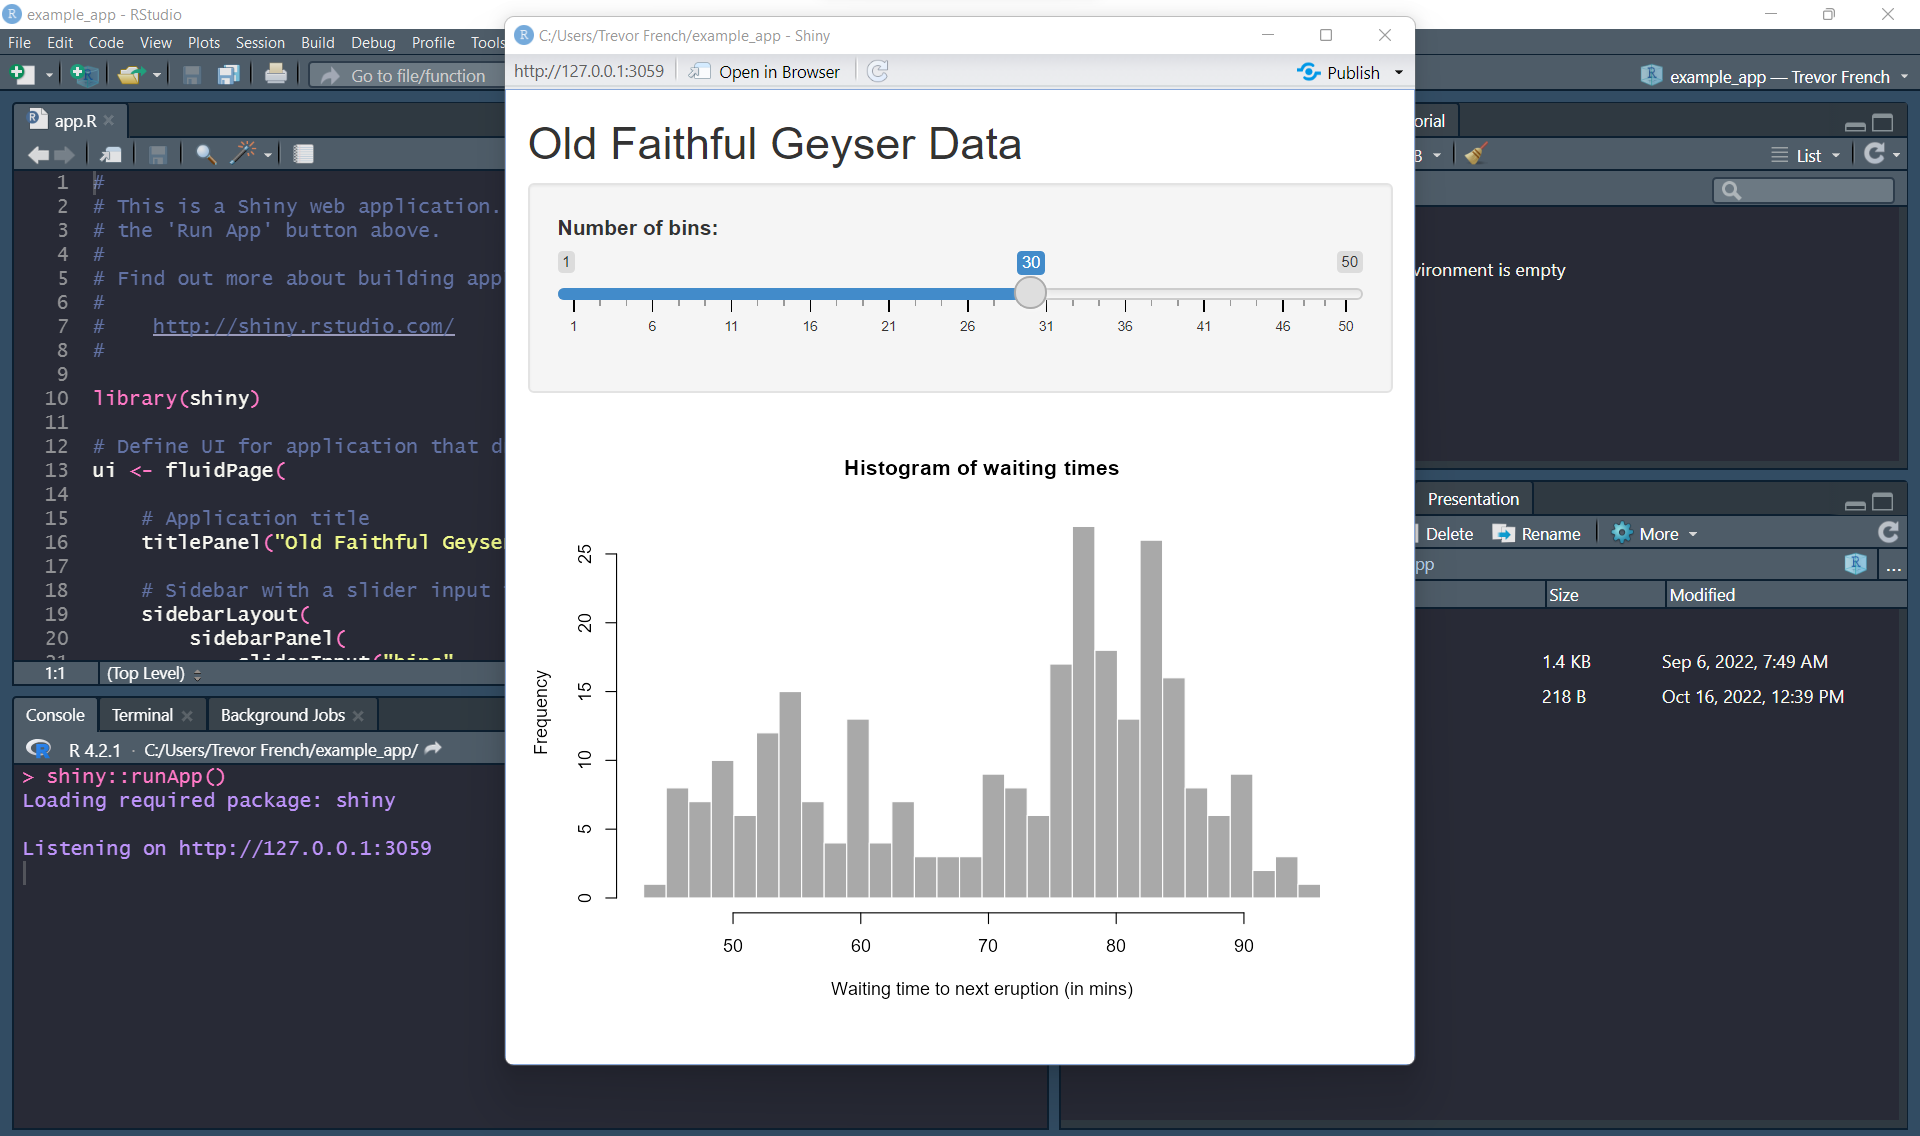 example_app - RStudio
File Edit Code View Plots Session Build Debug Profile Tools
Go to file/function
example_app — Trevor French
app.R
1 #
2 # This is a Shiny web application.
3 # the 'Run App' button above.
4 #
5 # Find out more about building app
6 #
7 # http://shiny.rstudio.com/
8 #
9
10 library(shiny)
11
12 # Define UI for application that d
13 ui <- fluidPage(
14
15 # Application title
16 titlePanel("Old Faithful Geyse
17
18 # Sidebar with a slider input
19 sidebarLayout(
20 sidebarPanel(
21 sliderInput("bins"
1:1 (Top Level)
Console Terminal Background Jobs
R 4.2.1 · C:/Users/Trevor French/example_app/
> shiny::runApp()
Loading required package: shiny
Listening on http://127.0.0.1:3059
C:/Users/Trevor French/example_app - Shiny
http://127.0.0.1:3059 Open in Browser Publish
Old Faithful Geyser Data
Number of bins:
1 30 50
1 6 11 16 21 26 31 36 41 46 50
Histogram of waiting times
Frequency
25
20
15
10
5
0
50 60 70 80 90
Waiting time to next eruption (in mins)
orial
B List
vironment is empty
Presentation
Delete Rename More
pp ...
Size Modified
1.4 KB Sep 6, 2022, 7:49 AM
218 B Oct 16, 2022, 12:39 PM